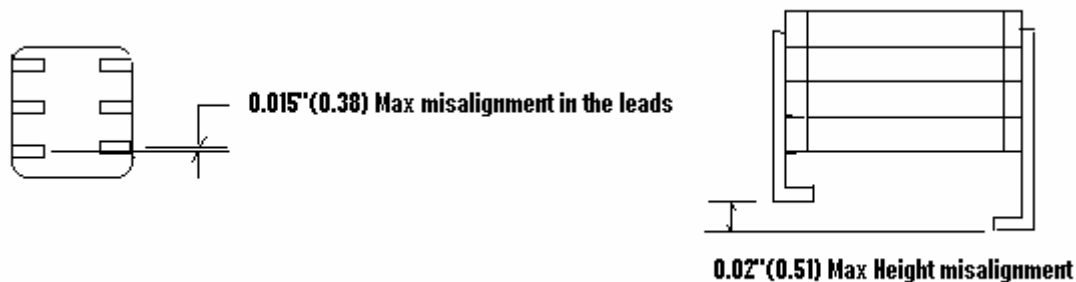 0.015"(0.38) Max misalignment in the leads
0.02"(0.51) Max Height misalignment